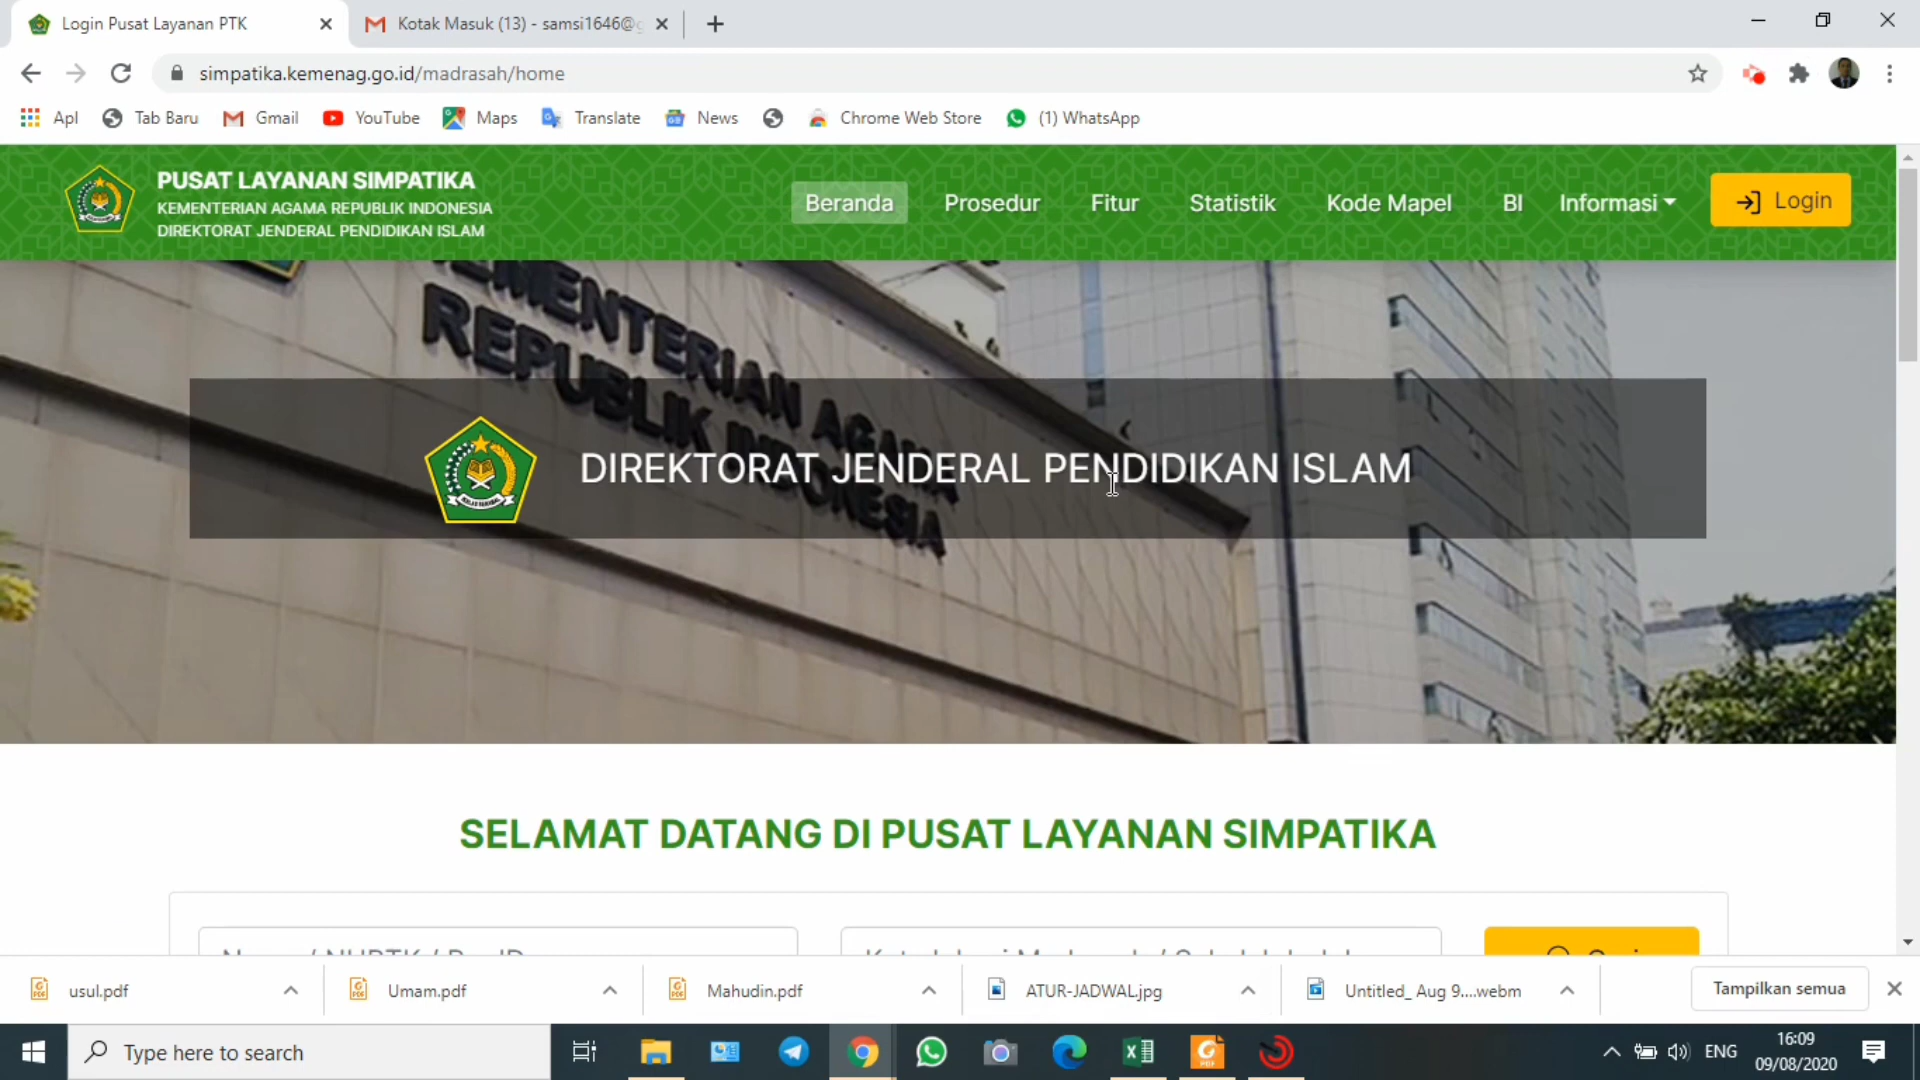 Login Pusat Layanan PTK
Kotak Masuk (13) - samsi1646@g
simpatika.kemenag.go.id/madrasah/home
Apl
Tab Baru
Gmail
YouTube
Maps
Translate
News
Chrome Web Store
(1) WhatsApp
PUSAT LAYANAN SIMPATIKA
KEMENTERIAN AGAMA REPUBLIK INDONESIA
DIREKTORAT JENDERAL PENDIDIKAN ISLAM
Beranda
Prosedur
Fitur
Statistik
Kode Mapel
BI
Informasi
Login
KEMENTERIAN AGAMA
REPUBLIK INDONESIA
DIREKTORAT JENDERAL PENDIDIKAN ISLAM
SELAMAT DATANG DI PUSAT LAYANAN SIMPATIKA
usul.pdf
Umam.pdf
Mahudin.pdf
ATUR-JADWAL.jpg
Untitled_ Aug 9....webm
Tampilkan semua
Type here to search
ENG
16:09
09/08/2020